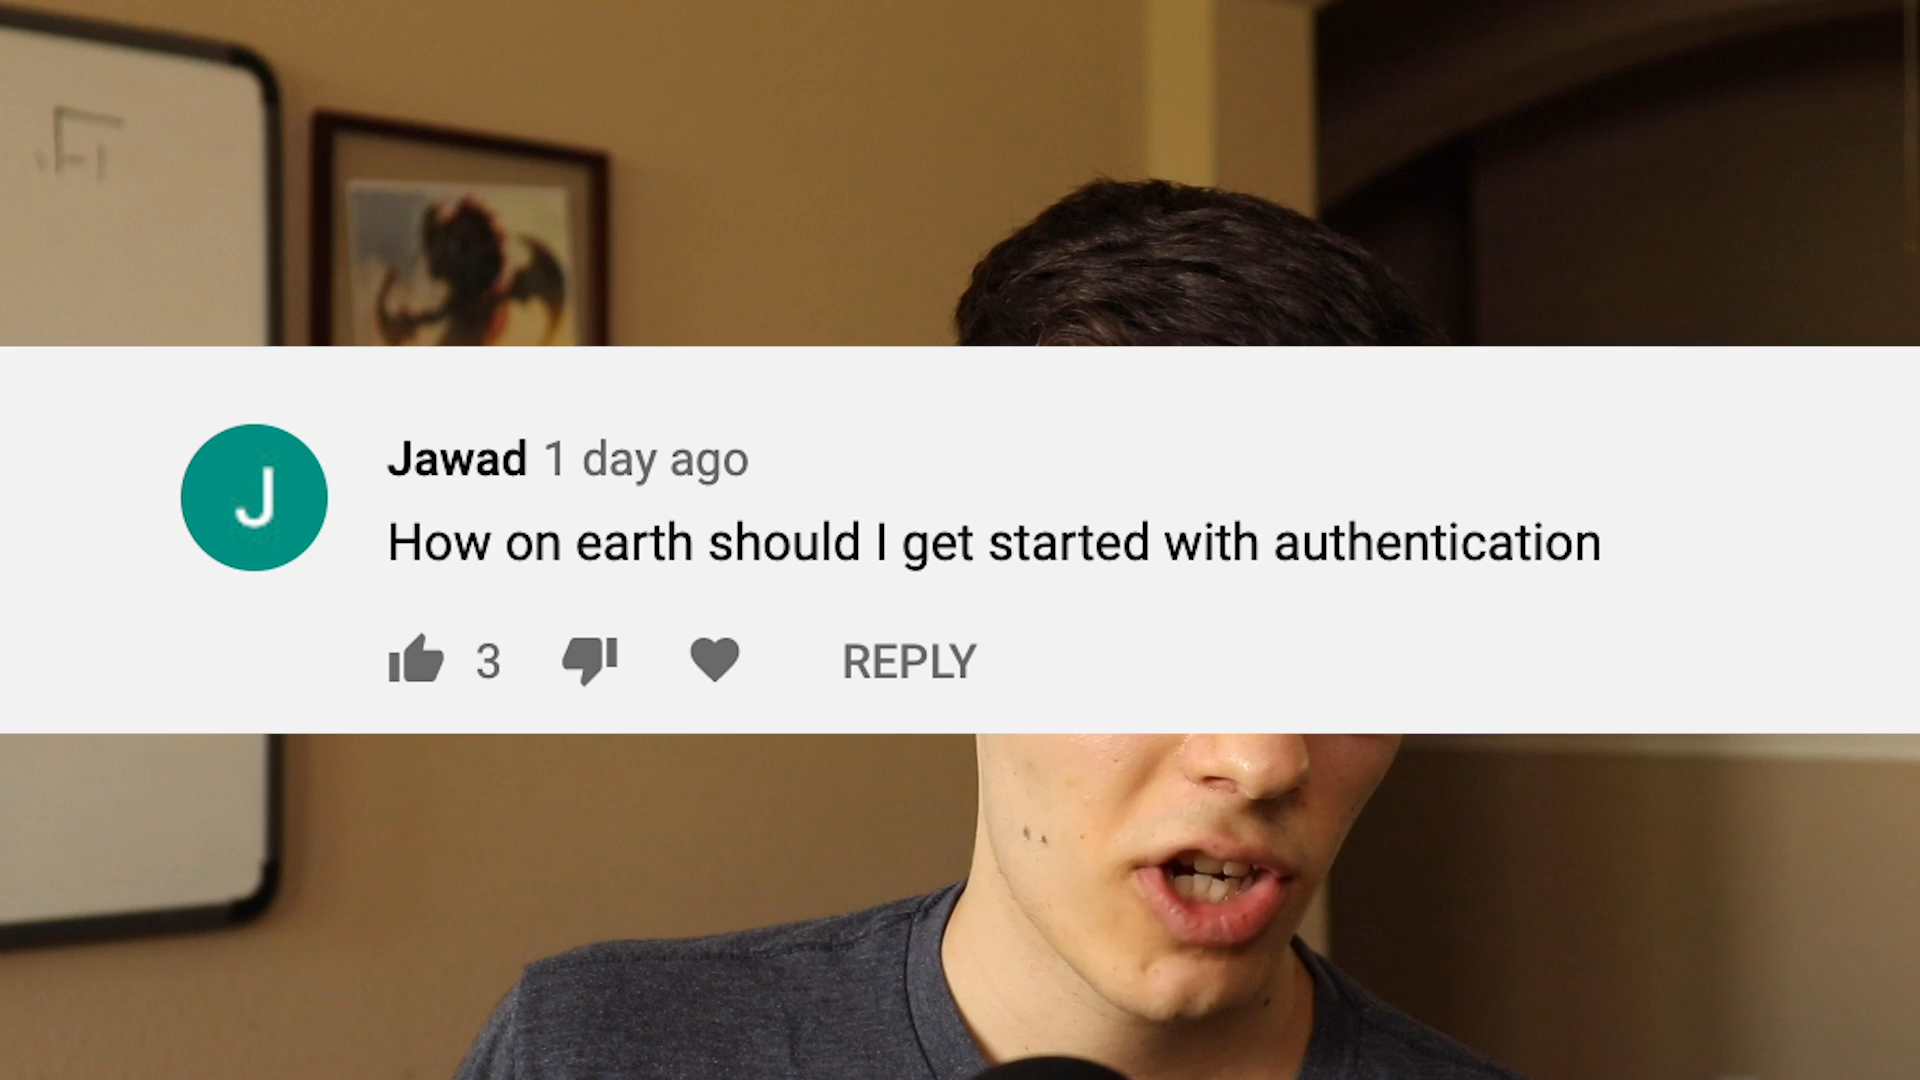 J
Jawad 1 day ago
How on earth should I get started with authentication
3
REPLY